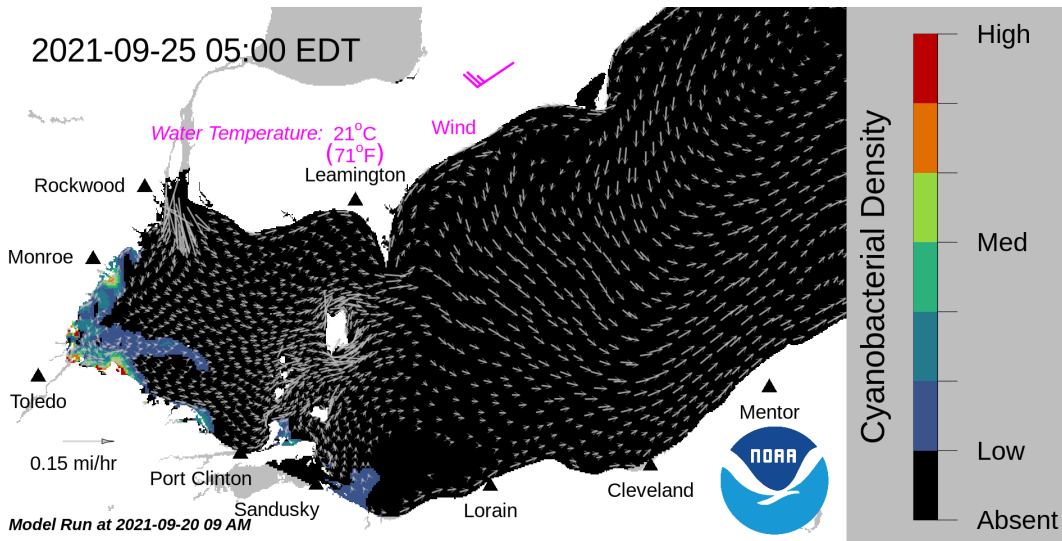 2021-09-25 05:00 EDT
High
Wind
Water Temperature: 21°C
(71°F)
Leamington
Rockwood
Med
Monroe
Cyanobacterial Density
Toledo
Mentor
0.15 mi/hr
NOAA
Low
Port Clinton
Cleveland
Sandusky
Lorain
Model Run at 2021-09-20 09 AM
Absent